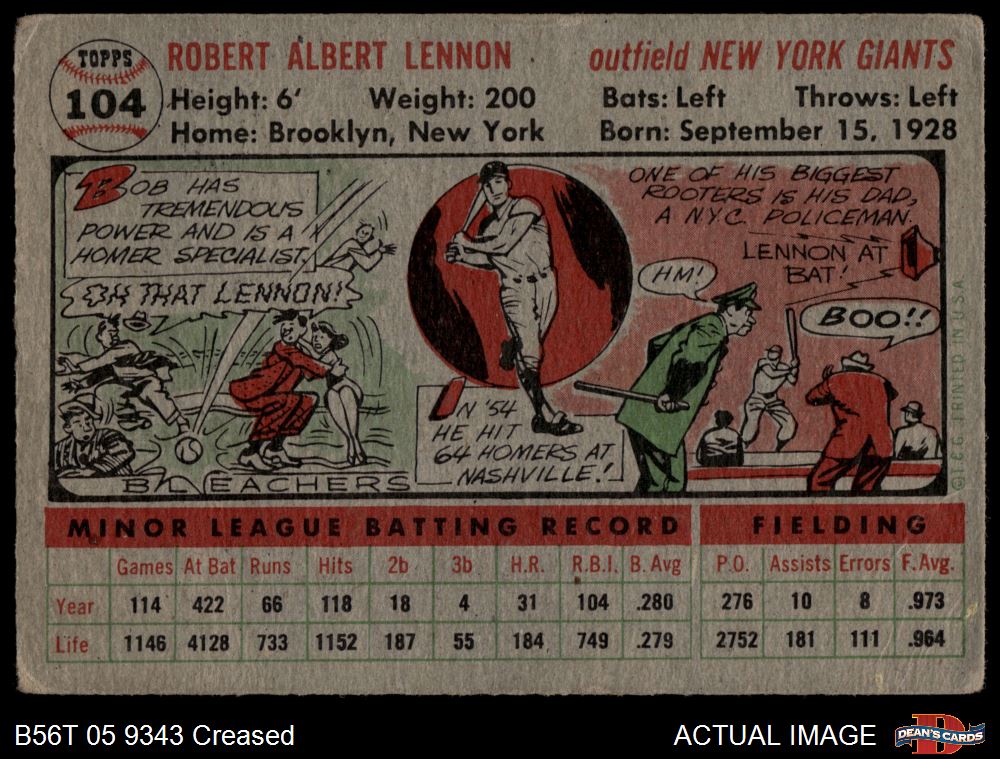 TOPPS
104
ROBERT ALBERT LENNON
outfield NEW YORK GIANTS
Height: 6' Weight: 200 Bats: Left Throws: Left
Home: Brooklyn, New York Born: September 15, 1928
BOB HAS
TREMENDOUS
POWER AND IS A
HOMER SPECIALIST.
OH THAT LENNON!
BLEACHERS
IN '54
HE HIT
64 HOMERS AT
NASHVILLE!
ONE OF HIS BIGGEST
ROOTERS IS HIS DAD,
A N.Y.C. POLICEMAN.
LENNON AT
BAT!
HM!
BOO!!
© T.C.G. PRINTED IN U.S.A.
MINOR LEAGUE BATTING RECORD FIELDING
Games At Bat Runs Hits 2b 3b H.R. R.B.I. B. Avg P.O. Assists Errors F. Avg.
Year 114 422 66 118 18 4 31 104 .280 276 10 8 .973
Life 1146 4128 733 1152 187 55 184 749 .279 2752 181 111 .964
B56T 05 9343 Creased ACTUAL IMAGE
DEAN'S CARDS